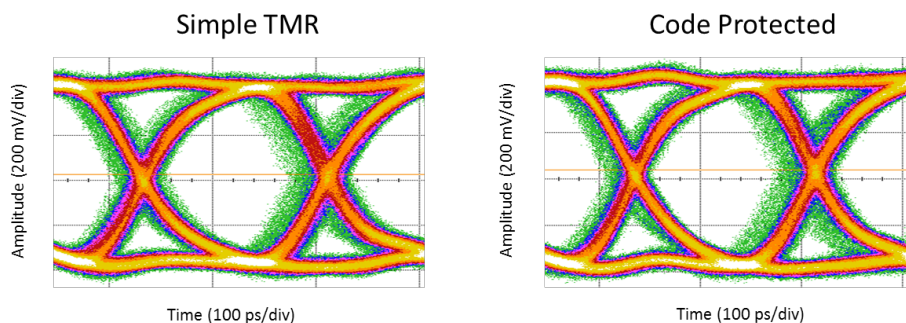 Simple TMR
Code Protected
Amplitude (200 mV/div)
Time (100 ps/div)
Amplitude (200 mV/div)
Time (100 ps/div)